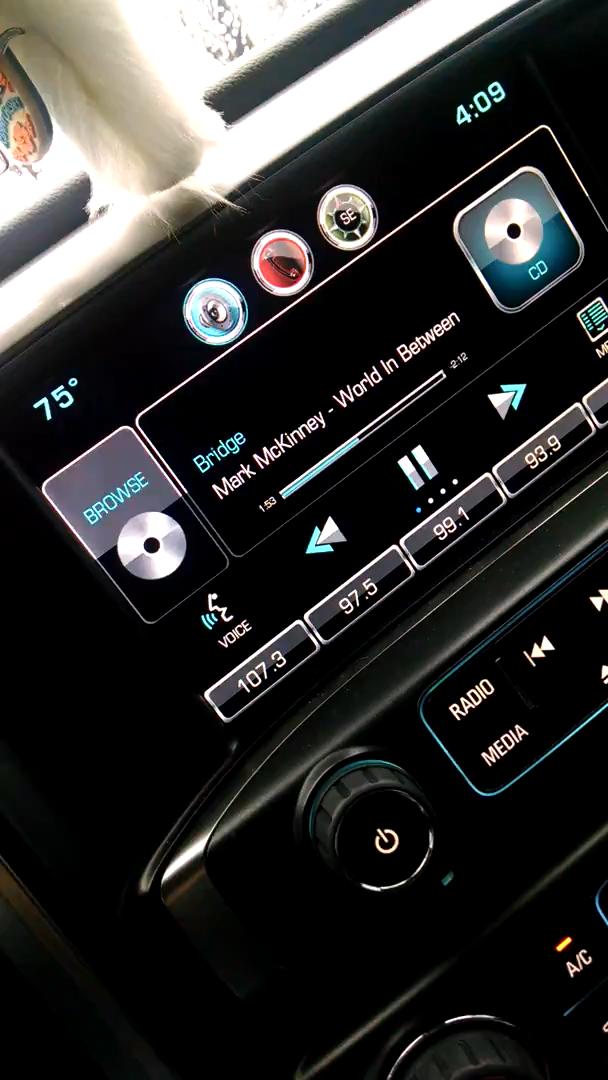 4:09
SE
CD
75°
Bridge
Mark McKinney - World In Between
1:53
-2:12
BROWSE
VOICE
107.3
97.5
99.1
93.9
RADIO
MEDIA
A/C